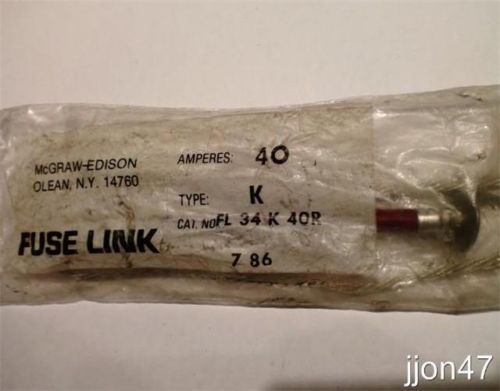 McGRAW-EDISON
OLEAN, N.Y. 14760
FUSE LINK
AMPERES: 40
TYPE: K
CAT. NO FL 34 K 40R
7 86
jjon47